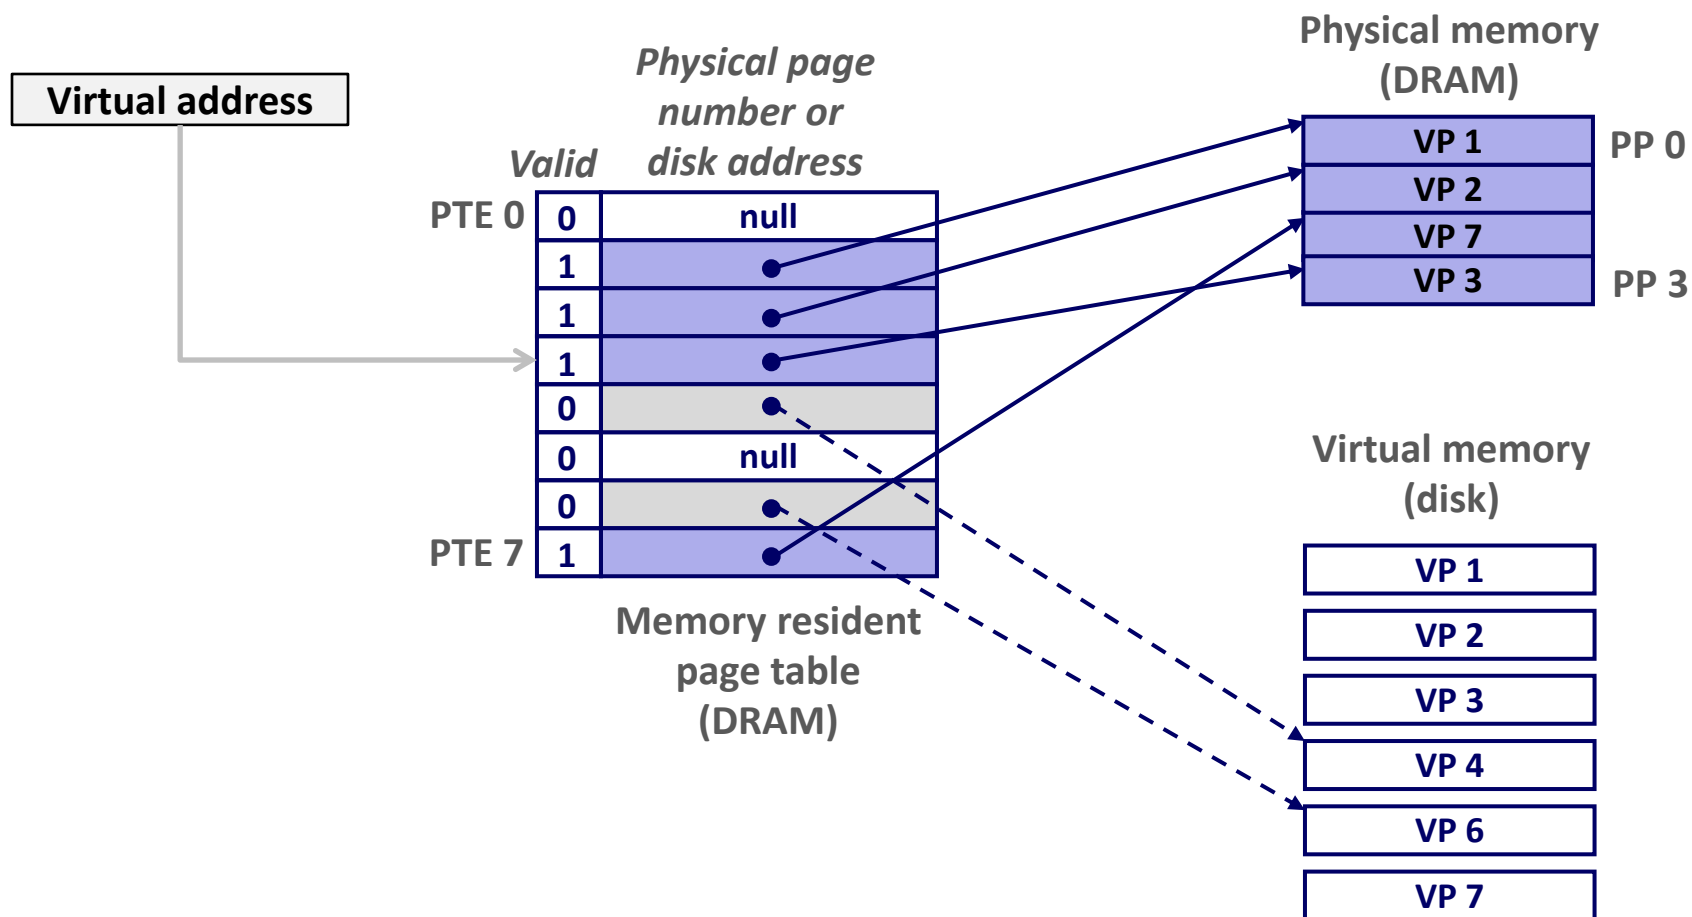 Virtual address
Physical page
number or
disk address
Valid
PTE 0
0
null
1
1
1
0
0
null
0
PTE 7
1
Memory resident
page table
(DRAM)
Physical memory
(DRAM)
VP 1
PP 0
VP 2
VP 7
VP 3
PP 3
Virtual memory
(disk)
VP 1
VP 2
VP 3
VP 4
VP 6
VP 7